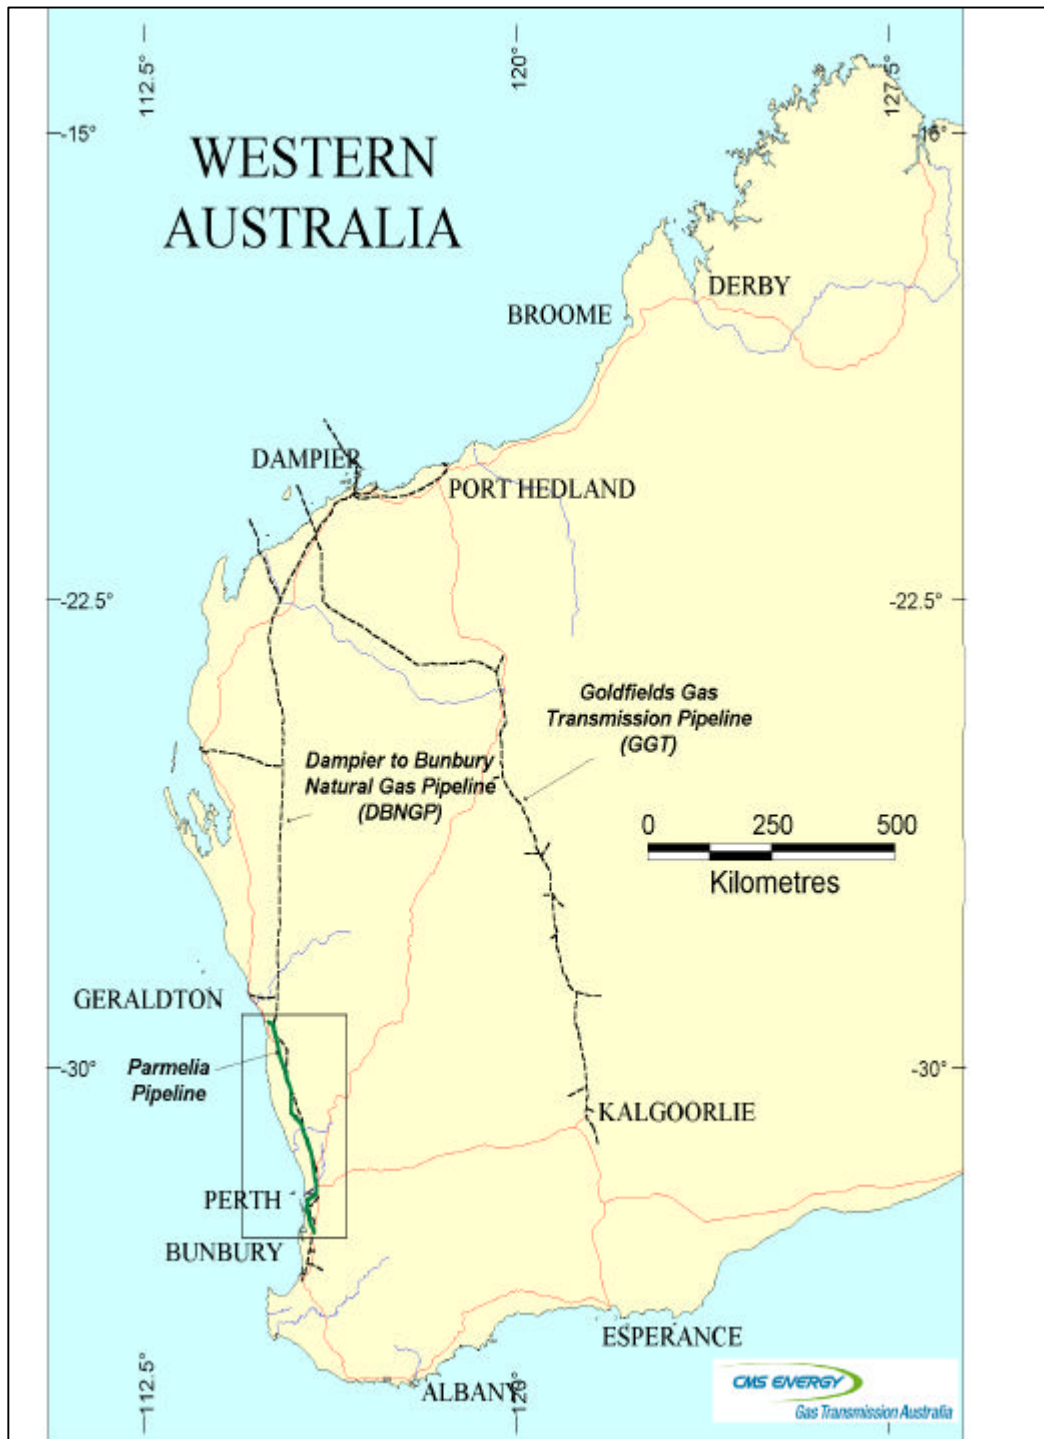 112.5°
120°
127.5°
-15°
-15°
WESTERN
AUSTRALIA
DERBY
BROOME
DAMPIER
PORT HEDLAND
-22.5°
-22.5°
Goldfields Gas
Transmission Pipeline
(GGT)
Dampier to Bunbury
Natural Gas Pipeline
(DBNGP)
0 250 500
Kilometres
GERALDTON
Parmelia
Pipeline
-30°
-30°
KALGOORLIE
PERTH
BUNBURY
ESPERANCE
ALBANY
112.5°
120°
CMS ENERGY
Gas Transmission Australia